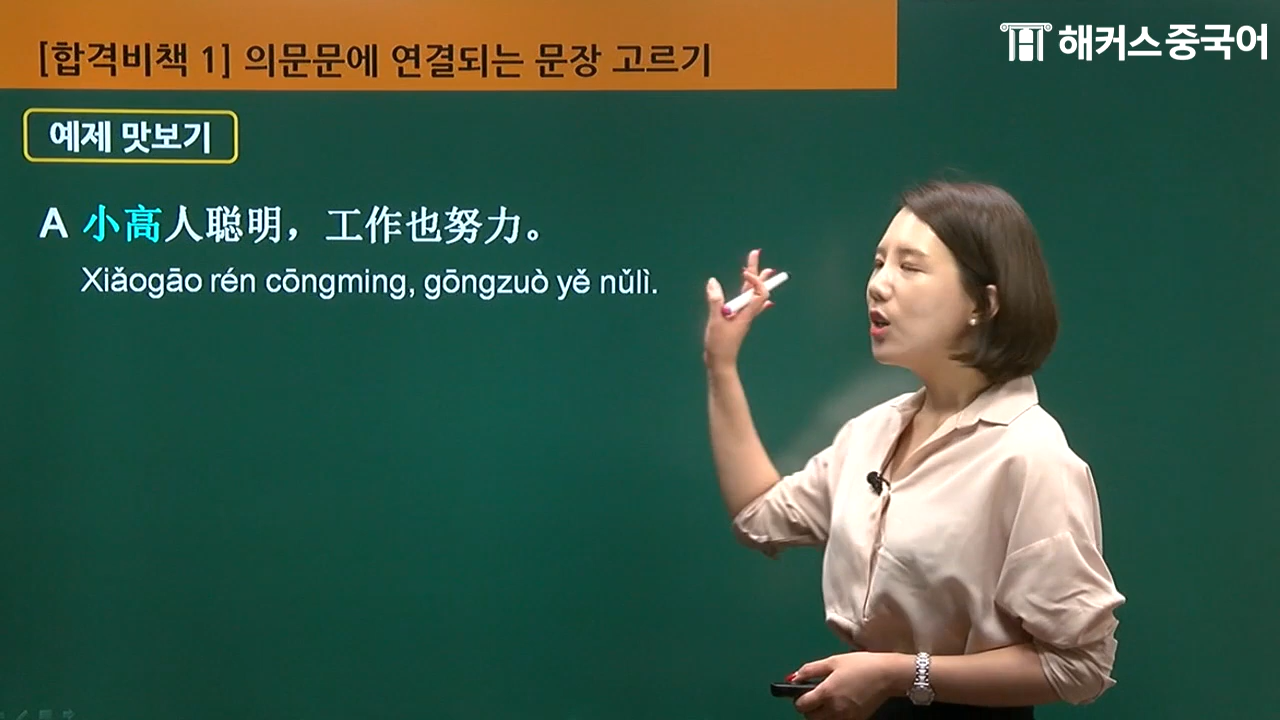 [합격비책 1] 의문문에 연결되는 문장 고르기
해커스중국어
예제 맛보기
A 小高人聪明，工作也努力。
Xiǎogāo rén cōngming, gōngzuò yě nǔlì.